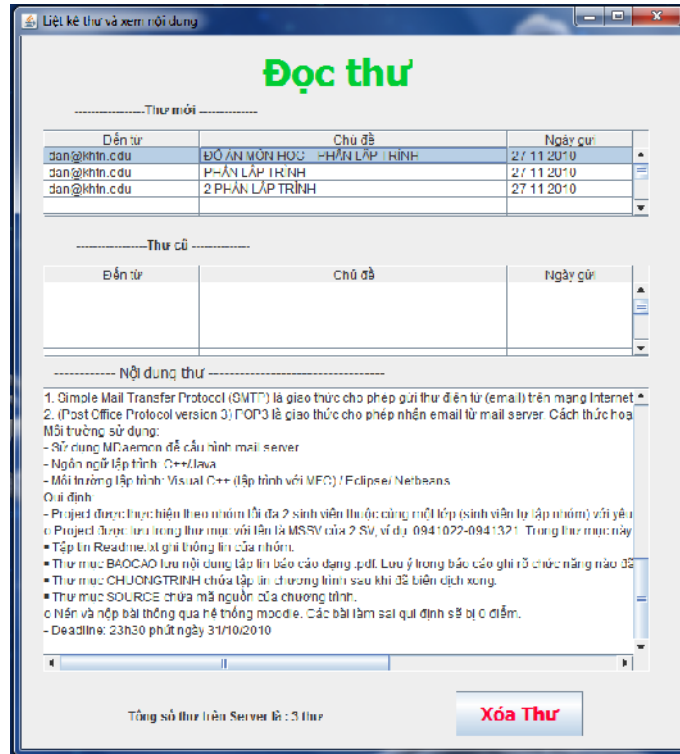 Liệt kê thư và xem nội dung
Đọc thư
-----------------Thư mới --------------
Đến từ Chủ đề Ngày gửi
dan@khtn.edu ĐỒ ÁN MÔN HỌC - PHẦN LẬP TRÌNH 27 11 2010
dan@khtn.edu PHẦN LẬP TRÌNH 27 11 2010
dan@khtn.edu 2 PHẦN LẬP TRÌNH 27 11 2010
-----------------Thư cũ --------------
Đến từ Chủ đề Ngày gửi
------------ Nội dung thư -----------------------------------
1. Simple Mail Transfer Protocol (SMTP) là giao thức cho phép gửi thư điện tử (email) trên mạng Internet
2. (Post Office Protocol version 3) POP3 là giao thức cho phép nhận email từ mail server. Cách thức hoạ
Môi trường sử dụng:
- Sử dụng MDaemon để cấu hình mail server
- Ngôn ngữ lập trình: C++/Java
- Môi trường lập trình: Visual C++ (lập trình với MFC) / Eclipse/ Netbeans
Qui định:
- Project được thực hiện theo nhóm tối đa 2 sinh viên thuộc cùng một lớp (sinh viên tự lập nhóm) với yêu
o Project được lưu trong thư mục với tên là MSSV của 2 SV, ví dụ: 0941022-0941321. Trong thư mục này
▪ Tập tin Readme.txt ghi thông tin của nhóm.
▪ Thư mục BAOCAO lưu nội dung tập tin báo cáo dạng .pdf. Lưu ý trong báo cáo ghi rõ chức năng nào đã
▪ Thư mục CHUONGTRINH chứa tập tin chương trình sau khi đã biên dịch xong.
▪ Thư mục SOURCE chứa mã nguồn của chương trình.
o Nén và nộp bài thông qua hệ thống moodle. Các bài làm sai qui định sẽ bị 0 điểm.
- Deadline: 23h30 phút ngày 31/10/2010
Tổng số thư trên Server là : 3 thư
Xóa Thư